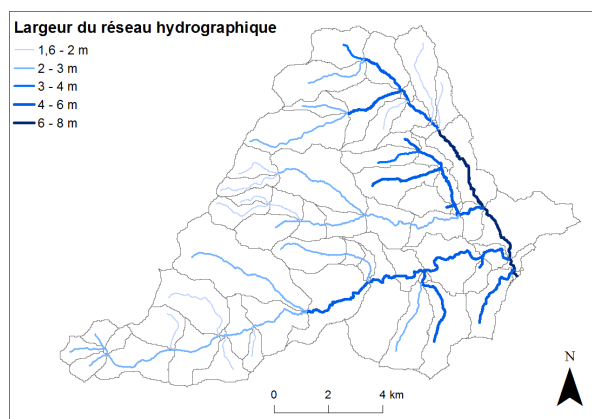 Largeur du réseau hydrographique
1,6 - 2 m
2 - 3 m
3 - 4 m
4 - 6 m
6 - 8 m
N
0 2 4 km